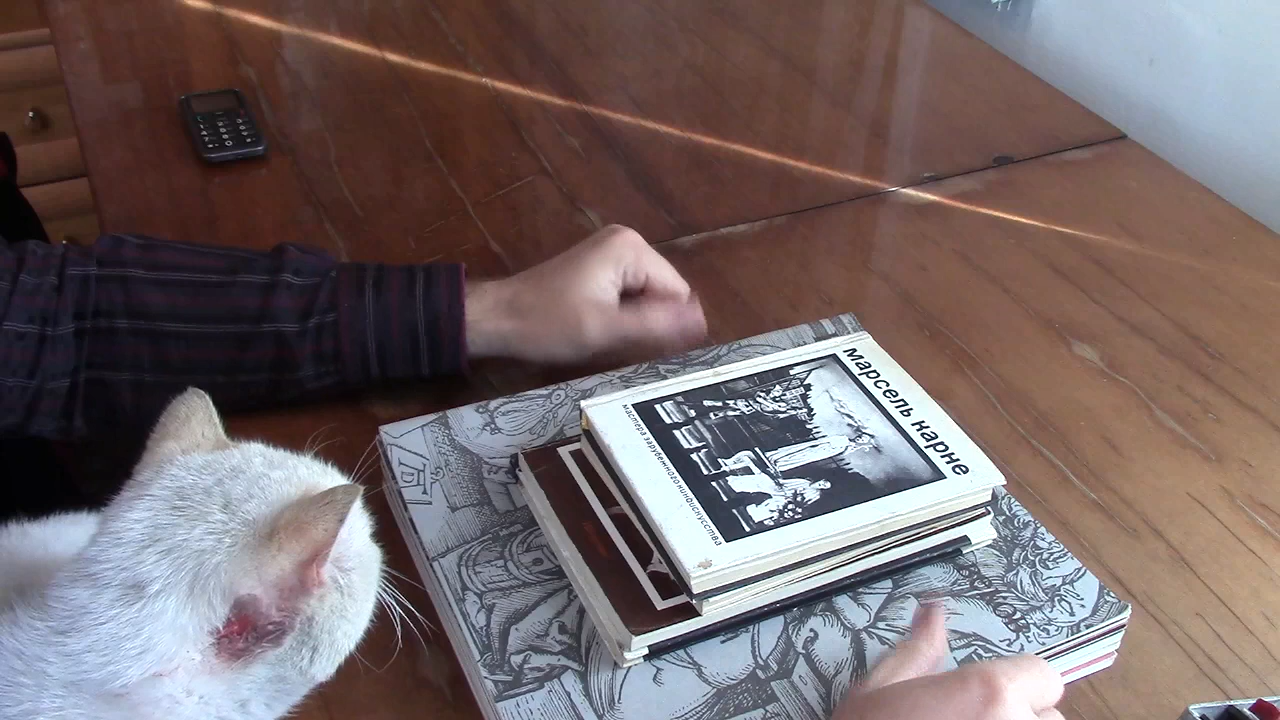 марсель карне
мастера зарубежного киноискусства